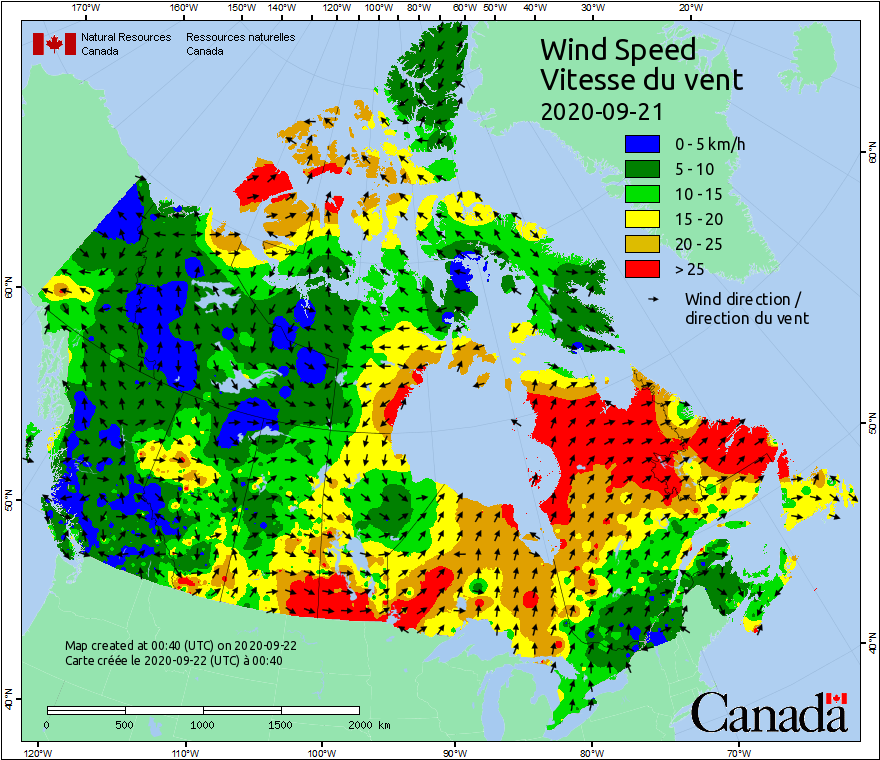 170°W 160°W 150°W 140°W 120°W 100°W 80°W 60°W 50°W 40°W 30°W 20°W
Natural Resources Ressources naturelles
Canada Canada
Wind Speed
Vitesse du vent
2020-09-21
0 - 5 km/h
5 - 10
10 - 15
15 - 20
20 - 25
> 25
Wind direction /
direction du vent
60°N
50°N
40°N
60°N
50°N
40°N
Map created at 00:40 (UTC) on 2020-09-22
Carte créée le 2020-09-22 (UTC) à 00:40
0 500 1000 1500 2000 km
Canada
120°W 110°W 100°W 90°W 80°W 70°W